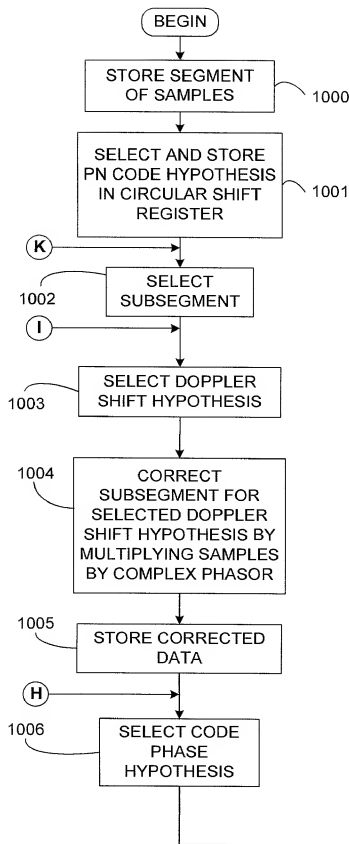 BEGIN
STORE SEGMENT
OF SAMPLES
1000
SELECT AND STORE
PN CODE HYPOTHESIS
IN CIRCULAR SHIFT
REGISTER
1001
K
1002
SELECT
SUBSEGMENT
I
SELECT DOPPLER
SHIFT HYPOTHESIS
1003
1004
CORRECT
SUBSEGMENT FOR
SELECTED DOPPLER
SHIFT HYPOTHESIS BY
MULTIPLYING SAMPLES
BY COMPLEX PHASOR
1005
STORE CORRECTED
DATA
H
1006
SELECT CODE
PHASE
HYPOTHESIS